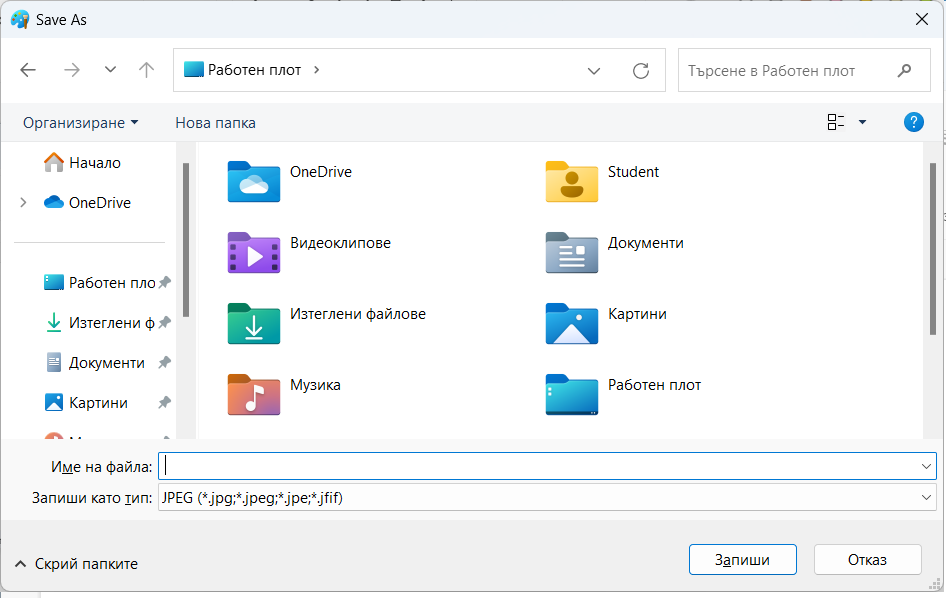 Save As
Работен плот
Търсене в Работен плот
Организиране
Нова папка
?
Начало
OneDrive
Работен пло
Изтеглени ф
Документи
Картини
OneDrive
Student
Видеоклипове
Документи
Изтеглени файлове
Картини
Музика
Работен плот
Име на файла:
Запиши като тип: JPEG (*.jpg;*.jpeg;*.jpe;*.jfif)
Скрий папките
Запиши
Отказ